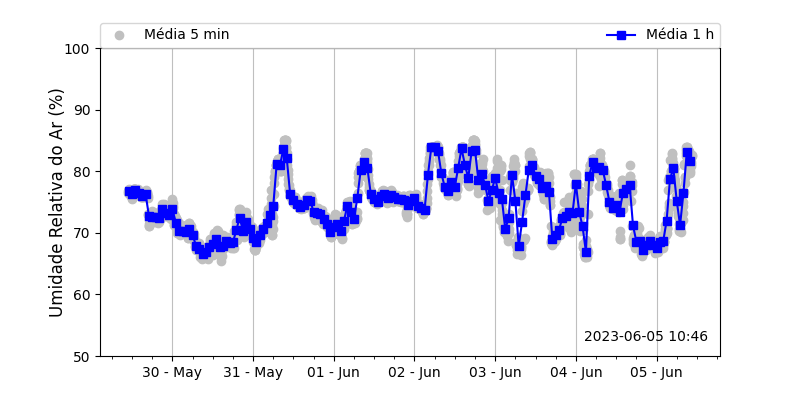 Média 5 min
Média 1 h
Umidade Relativa do Ar (%)
100
90
80
70
60
50
2023-06-05 10:46
30 - May
31 - May
01 - Jun
02 - Jun
03 - Jun
04 - Jun
05 - Jun